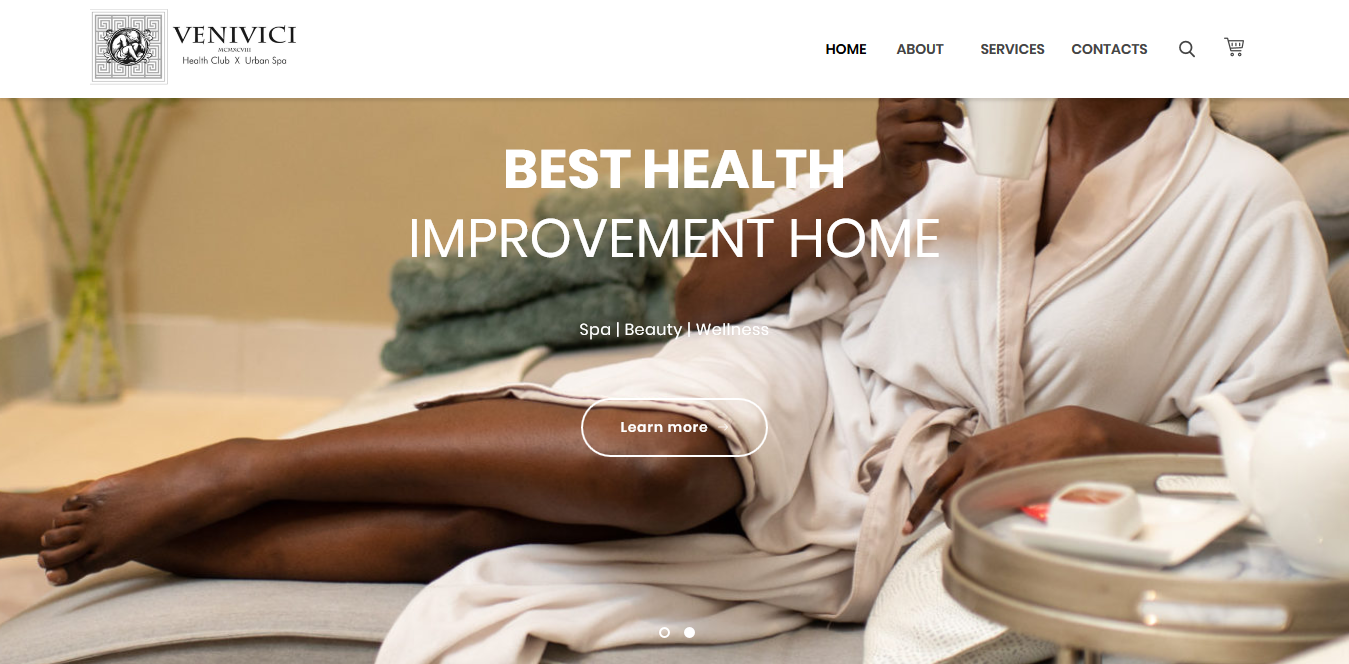 VENIVICI
MCMXCVIII
Health Club X Urban Spa
HOME ABOUT SERVICES CONTACTS
BEST HEALTH
IMPROVEMENT HOME
Spa | Beauty | Wellness
Learn more →